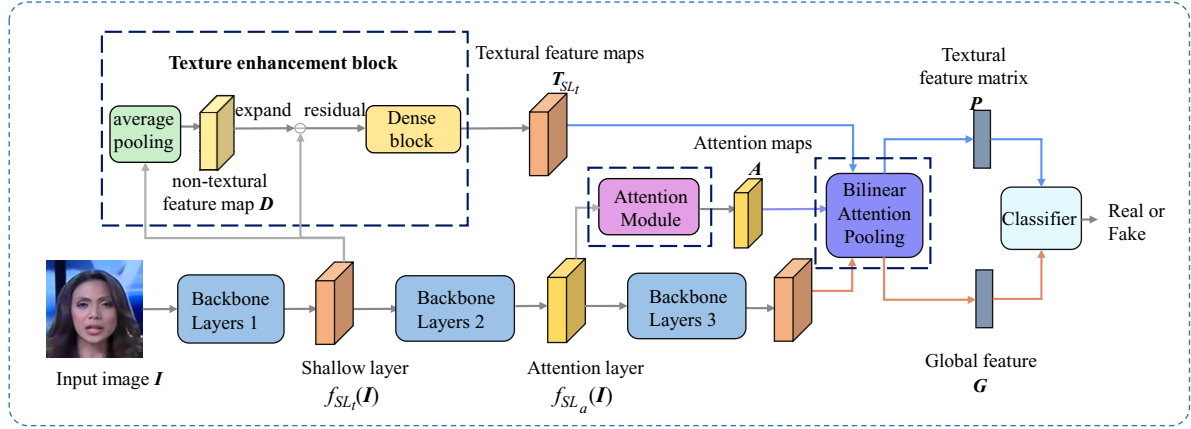 Texture enhancement block
average
pooling
expand
residual
Dense
block
non-textural
feature map D
Textural feature maps
T_{SL_t}
Textural
feature matrix
P
Attention maps
A
Attention
Module
Bilinear
Attention
Pooling
Classifier
Real or
Fake
Backbone
Layers 1
Backbone
Layers 2
Backbone
Layers 3
Input image I
Shallow layer
f_{SL_t}(I)
Attention layer
f_{SL_a}(I)
Global feature
G